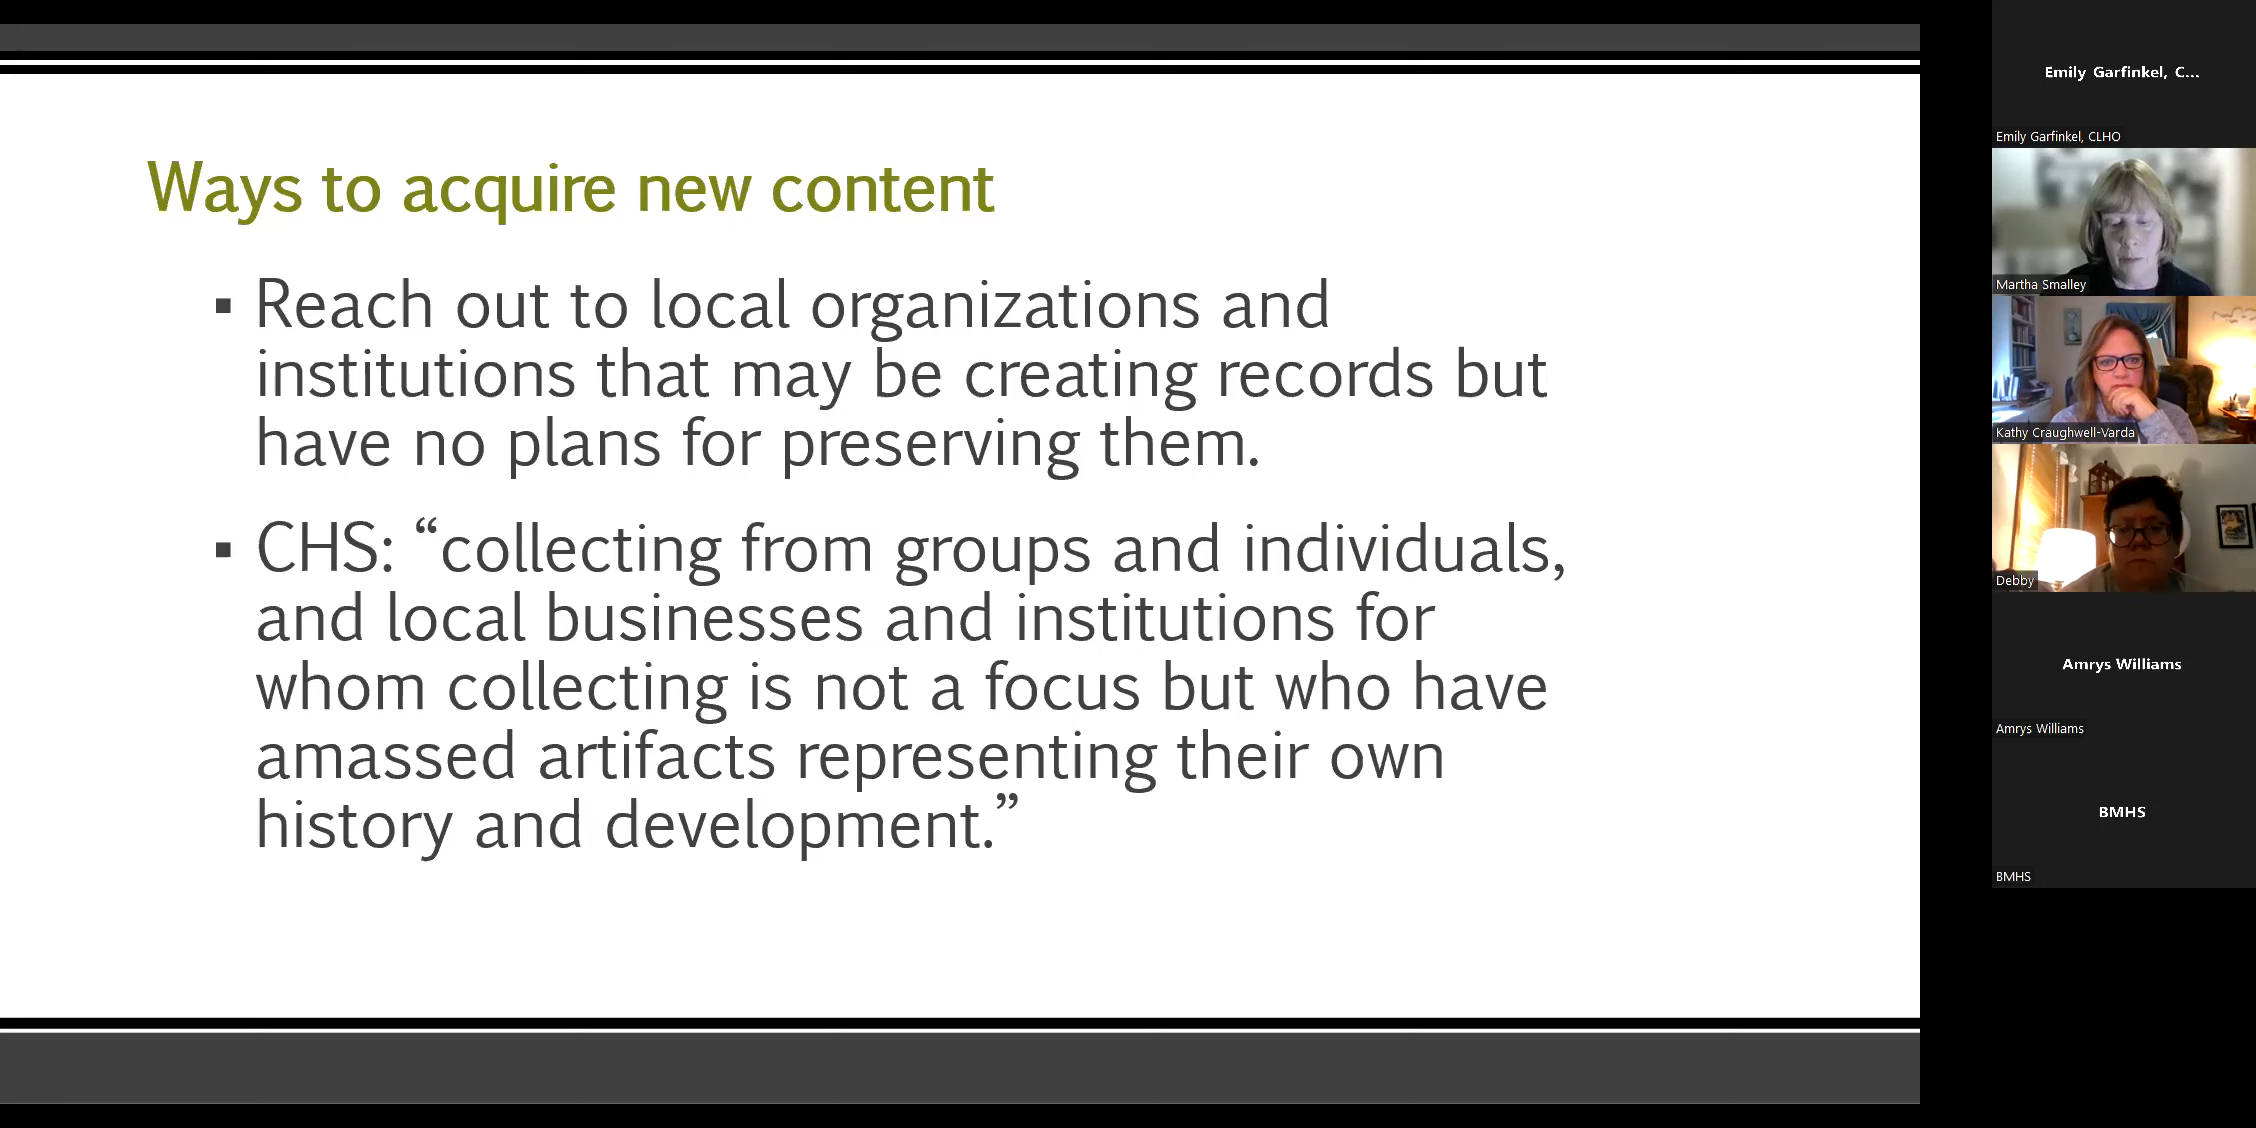 Ways to acquire new content
▪ Reach out to local organizations and
institutions that may be creating records but
have no plans for preserving them.
▪ CHS: “collecting from groups and individuals,
and local businesses and institutions for
whom collecting is not a focus but who have
amassed artifacts representing their own
history and development.”
Emily Garfinkel, C...
Emily Garfinkel, CLHO
Martha Smalley
Kathy Craughwell-Varda
Debby
Amrys Williams
Amrys Williams
BMHS
BMHS